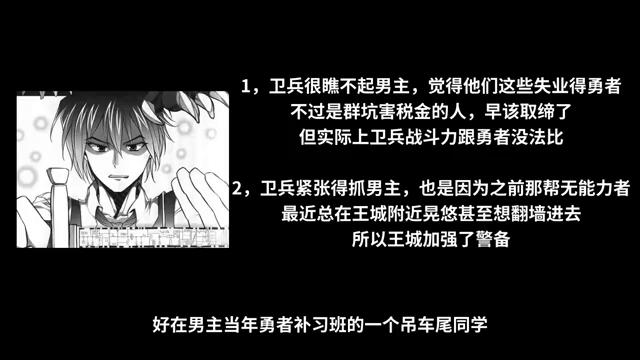 1，卫兵很瞧不起男主，觉得他们这些失业得勇者
不过是群坑害税金的人，早该取缔了
但实际上卫兵战斗力跟勇者没法比
2，卫兵紧张得抓男主，也是因为之前那帮无能力者
最近总在王城附近晃悠甚至想翻墙进去
所以王城加强了警备
好在男主当年勇者补习班的一个吊车尾同学